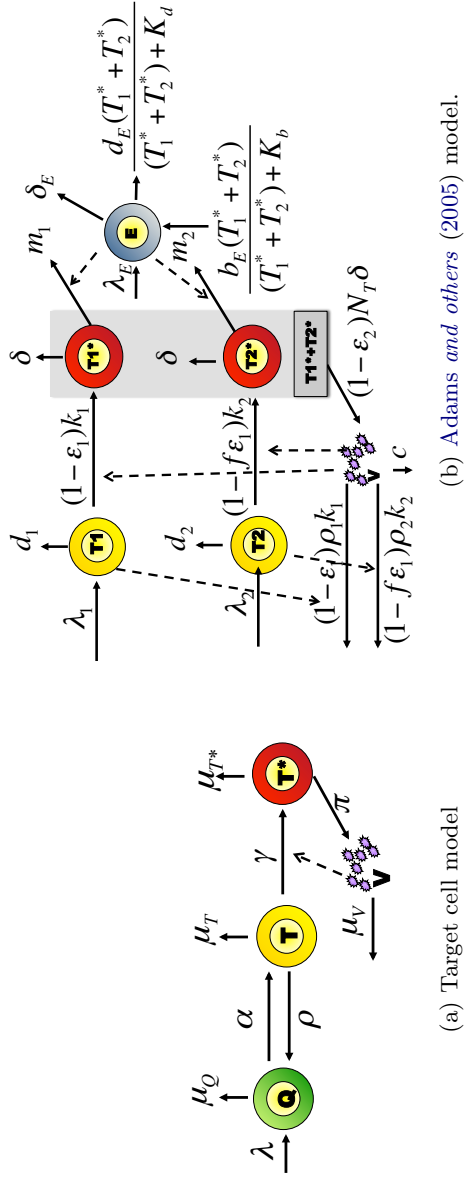 λ
μ_Q
Q
α
ρ
μ_T
T
γ
μ_{T*}
T*
π
μ_V
V
(a) Target cell model
λ_1
d_1
T1
(1−ε_1)k_1
δ
T1*
m_1
λ_2
d_2
T2
(1−fε_1)k_2
δ
T2*
m_2
λ_E
E
δ_E
d_E(T_1^*+T_2^*)
(T_1^*+T_2^*)+K_d
b_E(T_1^*+T_2^*)
(T_1^*+T_2^*)+K_b
T1*+T2*
(1−ε_2)N_Tδ
V
c
(1−ε_1)ρ_1k_1
(1−fε_1)ρ_2k_2
(b) Adams and others (2005) model.